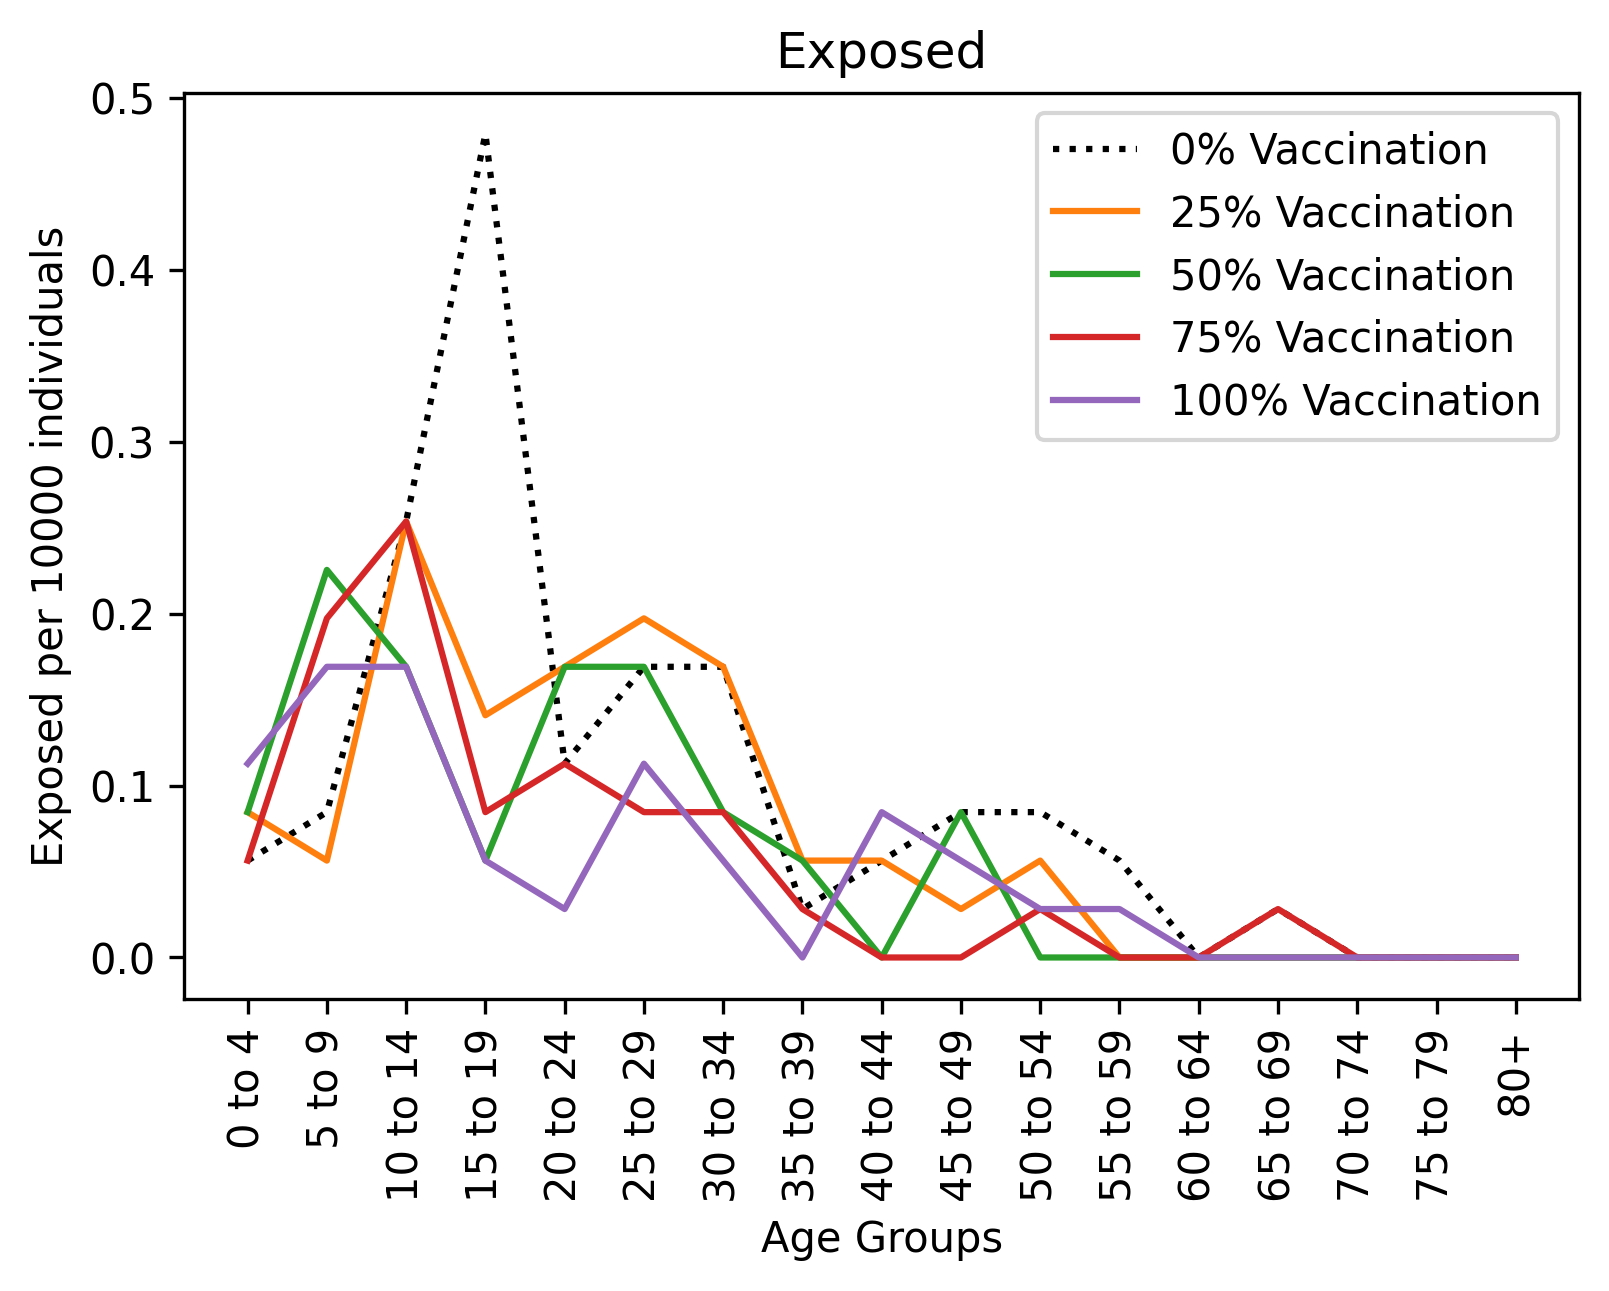 Exposed
0.5
0.4
0.3
0.2
0.1
0.0
Exposed per 10000 individuals
0% Vaccination
25% Vaccination
50% Vaccination
75% Vaccination
100% Vaccination
0 to 4
5 to 9
10 to 14
15 to 19
20 to 24
25 to 29
30 to 34
35 to 39
40 to 44
45 to 49
50 to 54
55 to 59
60 to 64
65 to 69
70 to 74
75 to 79
80+
Age Groups